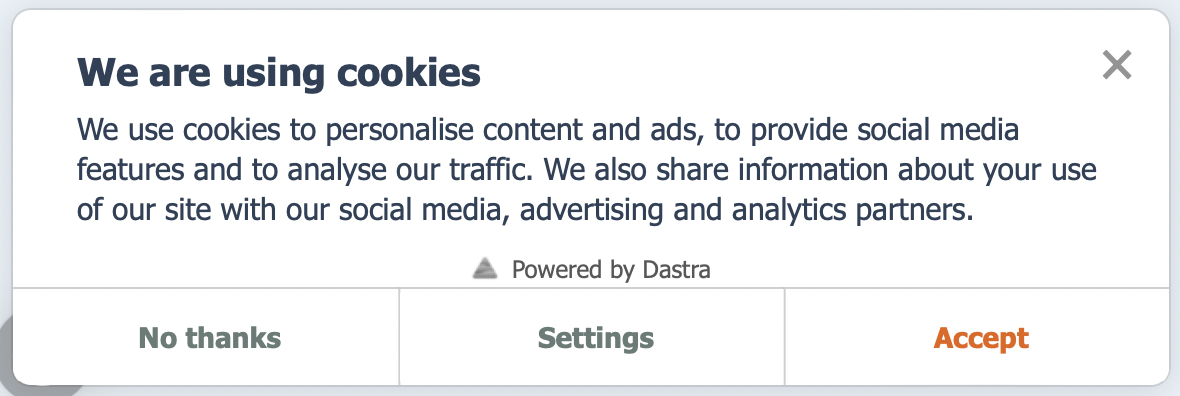 We are using cookies
We use cookies to personalise content and ads, to provide social media
features and to analyse our traffic. We also share information about your use
of our site with our social media, advertising and analytics partners.
Powered by Dastra
No thanks
Settings
Accept